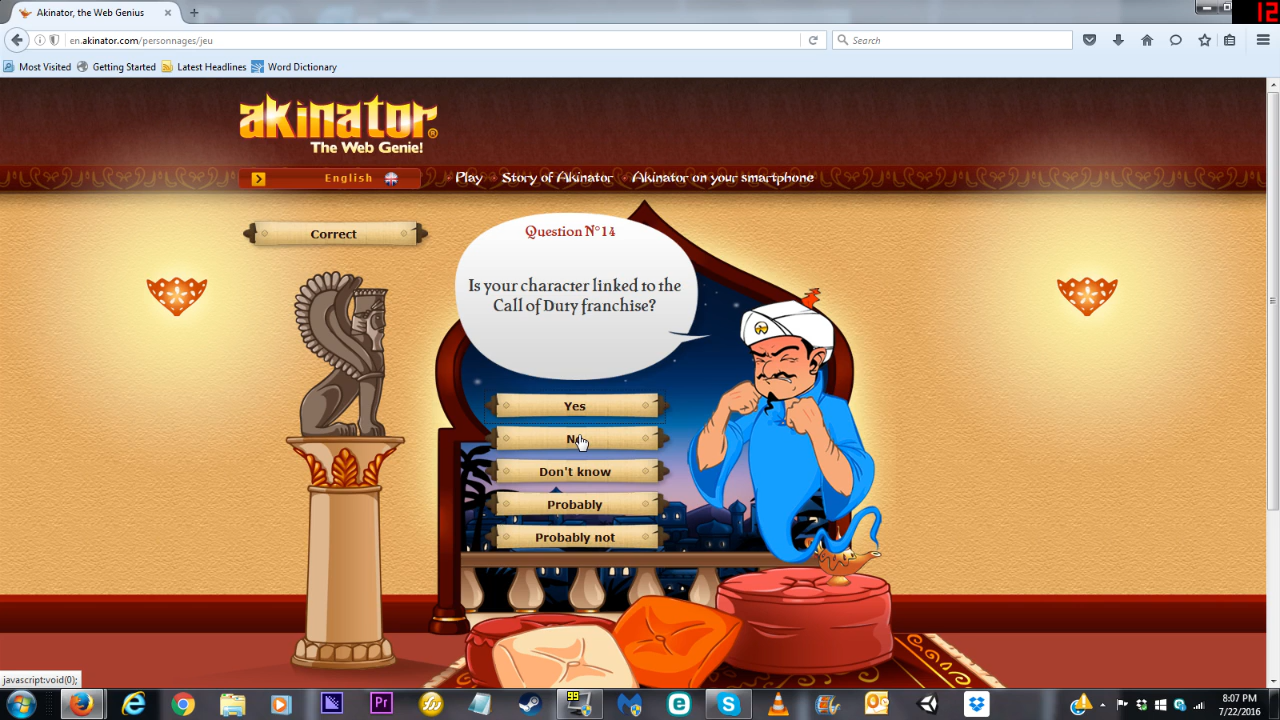 Akinator, the Web Genius
12
en.akinator.com/personnages/jeu
Search
Most Visited
Getting Started
Latest Headlines
Word Dictionary
akinator®
The Web Genie!
English
Play
Story of Akinator
Akinator on your smartphone
Correct
Question N°14
Is your character linked to the
Call of Duty franchise?
Yes
Don't know
Probably
Probably not
javascript:void(0);
Pr
99
8:07 PM
7/22/2016